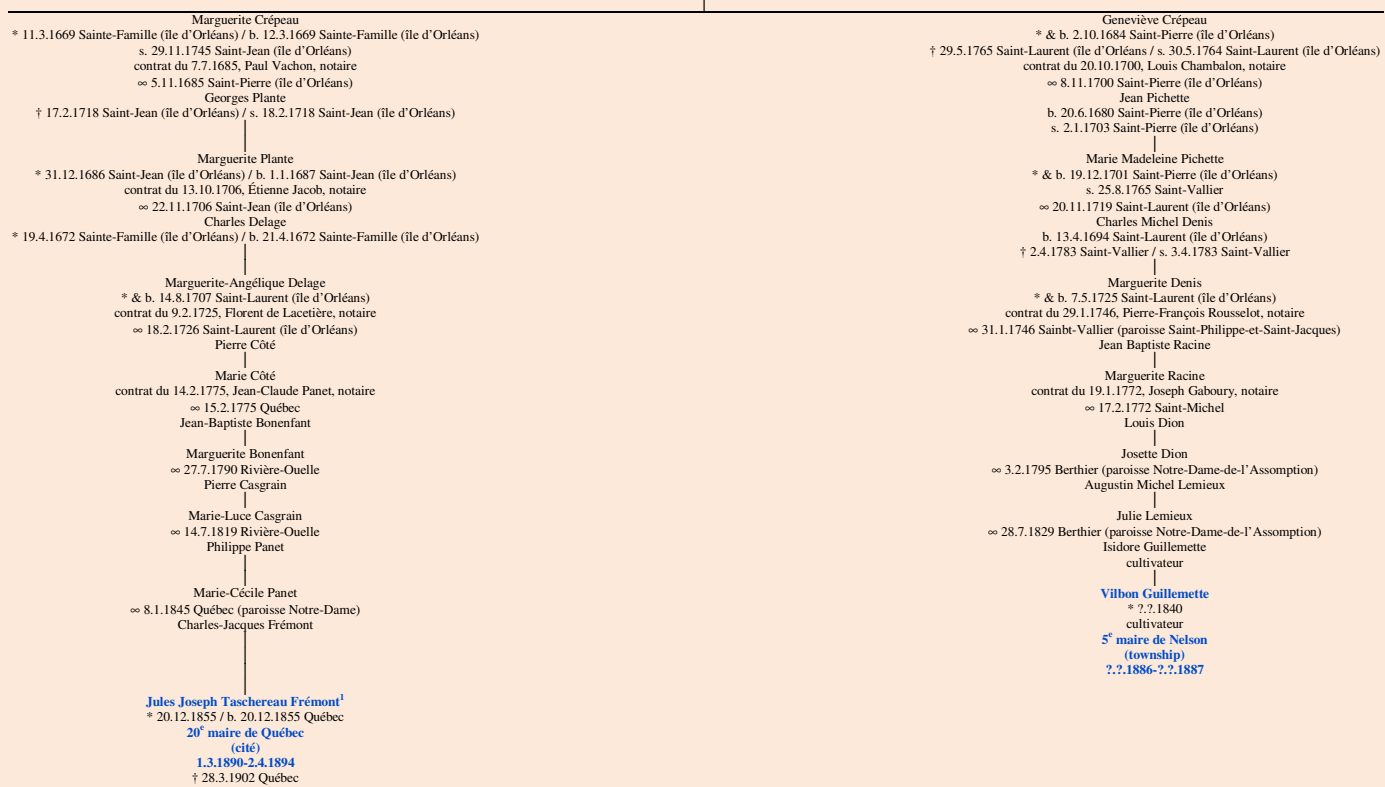 Marguerite Crépeau
* 11.3.1669 Sainte-Famille (île d'Orléans) / b. 12.3.1669 Sainte-Famille (île d'Orléans)
s. 29.11.1745 Saint-Jean (île d'Orléans)
contrat du 7.7.1685, Paul Vachon, notaire
∞ 5.11.1685 Saint-Pierre (île d'Orléans)
Georges Plante
† 17.2.1718 Saint-Jean (île d'Orléans) / s. 18.2.1718 Saint-Jean (île d'Orléans)
Marguerite Plante
* 31.12.1686 Saint-Jean (île d'Orléans) / b. 1.1.1687 Saint-Jean (île d'Orléans)
contrat du 13.10.1706, Étienne Jacob, notaire
∞ 22.11.1706 Saint-Jean (île d'Orléans)
Charles Delage
* 19.4.1672 Sainte-Famille (île d'Orléans) / b. 21.4.1672 Sainte-Famille (île d'Orléans)
Marguerite-Angélique Delage
* & b. 14.8.1707 Saint-Laurent (île d'Orléans)
contrat du 9.2.1725, Florent de Lacetière, notaire
∞ 18.2.1726 Saint-Laurent (île d'Orléans)
Pierre Côté
Marie Côté
contrat du 14.2.1775, Jean-Claude Panet, notaire
∞ 15.2.1775 Québec
Jean-Baptiste Bonenfant
Marguerite Bonenfant
∞ 27.7.1790 Rivière-Ouelle
Pierre Casgrain
Marie-Luce Casgrain
∞ 14.7.1819 Rivière-Ouelle
Philippe Panet
Marie-Cécile Panet
∞ 8.1.1845 Québec (paroisse Notre-Dame)
Charles-Jacques Frémont
Jules Joseph Taschereau Frémont¹
* 20.12.1855 / b. 20.12.1855 Québec
20e maire de Québec
(cité)
1.3.1890-2.4.1894
† 28.3.1902 Québec
Geneviève Crépeau
* & b. 2.10.1684 Saint-Pierre (île d'Orléans)
† 29.5.1765 Saint-Laurent (île d'Orléans / s. 30.5.1764 Saint-Laurent (île d'Orléans)
contrat du 20.10.1700, Louis Chambalon, notaire
∞ 8.11.1700 Saint-Pierre (île d'Orléans)
Jean Pichette
b. 20.6.1680 Saint-Pierre (île d'Orléans)
s. 2.1.1703 Saint-Pierre (île d'Orléans)
Marie Madeleine Pichette
* & b. 19.12.1701 Saint-Pierre (île d'Orléans)
s. 25.8.1765 Saint-Vallier
∞ 20.11.1719 Saint-Laurent (île d'Orléans)
Charles Michel Denis
b. 13.4.1694 Saint-Laurent (île d'Orléans)
† 2.4.1783 Saint-Vallier / s. 3.4.1783 Saint-Vallier
Marguerite Denis
* & b. 7.5.1725 Saint-Laurent (île d'Orléans)
contrat du 29.1.1746, Pierre-François Rousselot, notaire
∞ 31.1.1746 Sainbt-Vallier (paroisse Saint-Philippe-et-Saint-Jacques)
Jean Baptiste Racine
Marguerite Racine
contrat du 19.1.1772, Joseph Gaboury, notaire
∞ 17.2.1772 Saint-Michel
Louis Dion
Josette Dion
∞ 3.2.1795 Berthier (paroisse Notre-Dame-de-l'Assomption)
Augustin Michel Lemieux
Julie Lemieux
∞ 28.7.1829 Berthier (paroisse Notre-Dame-de-l'Assomption)
Isidore Guillemette
cultivateur
Vilbon Guillemette
* ?.?.1840
cultivateur
5e maire de Nelson
(township)
?.?.1886-?.?.1887